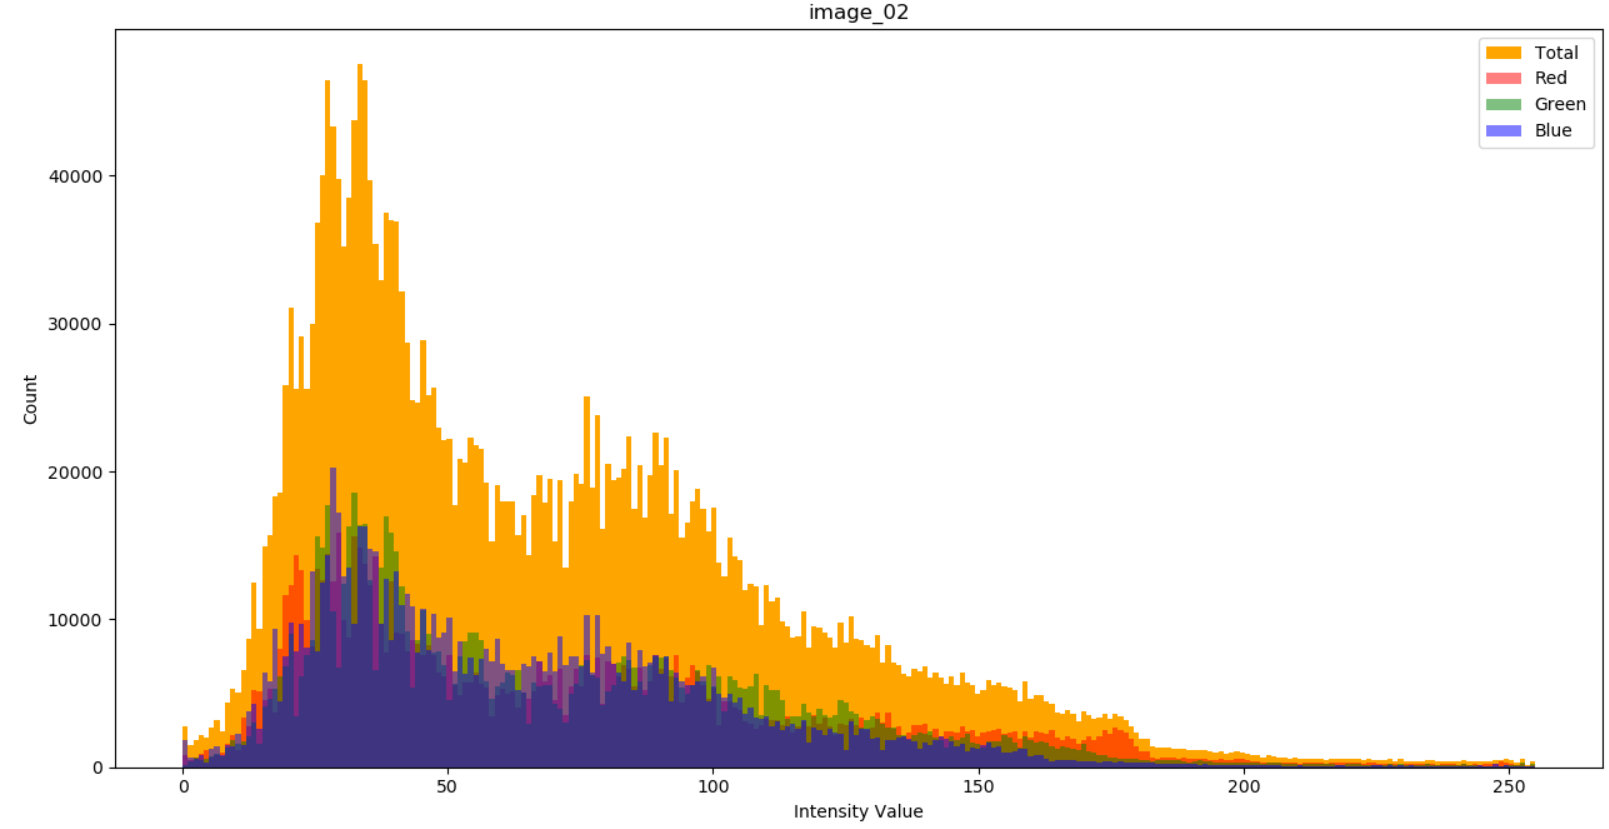 image_02
Total
Red
Green
Blue
40000
30000
20000
10000
0
Count
0 50 100 150 200 250
Intensity Value